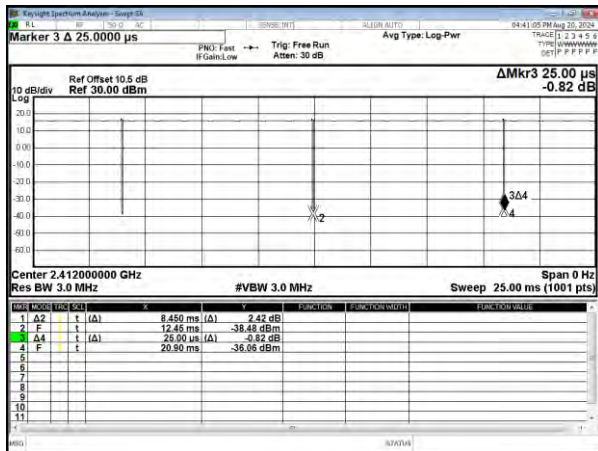 Keysight Spectrum Analyzer - Swept SA
RL RF 50 Ω AC SENSE:INT ALIGN AUTO 04:41:05 PM Aug 20, 2024
Marker 3 Δ 25.0000 μs
PNO: Fast Trig: Free Run Avg Type: Log-Pwr TRACE 1 2 3 4 5 6
IFGain:Low Atten: 30 dB TYPE WWWWWW
DET P P P P P P
Ref Offset 10.5 dB ΔMkr3 25.00 μs
10 dB/div Ref 30.00 dBm -0.82 dB
Log
20.0
10.0
0.00
-10.0
-20.0
-30.0
3Δ4
-40.0 2 4
-50.0
-60.0
Center 2.412000000 GHz Span 0 Hz
Res BW 3.0 MHz #VBW 3.0 MHz Sweep 25.00 ms (1001 pts)
MKR MODE TRC SCL X Y FUNCTION FUNCTION WIDTH FUNCTION VALUE
1 Δ2 t (Δ) 8.450 ms (Δ) 2.42 dB
2 F t 12.45 ms -38.48 dBm
3 Δ4 t (Δ) 25.00 μs (Δ) -0.82 dB
4 F t 20.90 ms -36.06 dBm
5
6
7
8
9
10
11
MSG STATUS